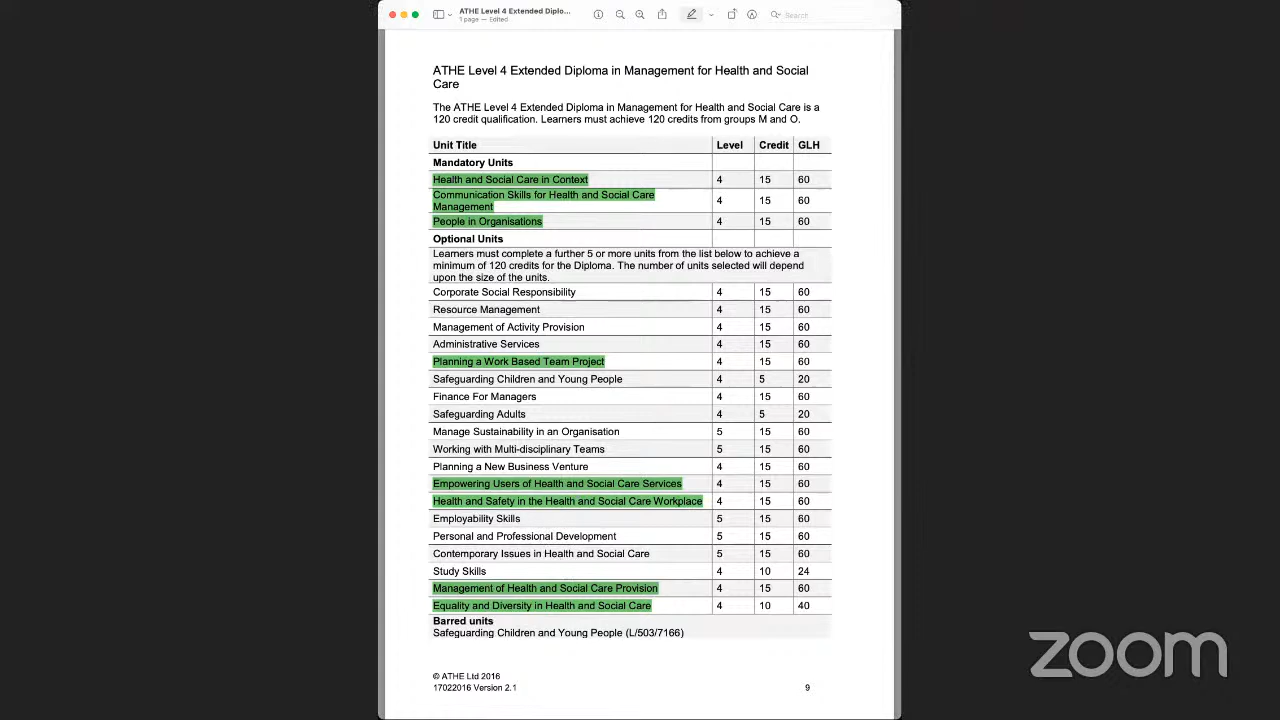 ATHE Level 4 Extended Diplo...
1 page — Edited
Search
ATHE Level 4 Extended Diploma in Management for Health and Social
Care
The ATHE Level 4 Extended Diploma in Management for Health and Social Care is a
120 credit qualification. Learners must achieve 120 credits from groups M and O.
Unit Title Level Credit GLH
Mandatory Units
Health and Social Care in Context 4 15 60
Communication Skills for Health and Social Care
Management 4 15 60
People in Organisations 4 15 60
Optional Units
Learners must complete a further 5 or more units from the list below to achieve a
minimum of 120 credits for the Diploma. The number of units selected will depend
upon the size of the units.
Corporate Social Responsibility 4 15 60
Resource Management 4 15 60
Management of Activity Provision 4 15 60
Administrative Services 4 15 60
Planning a Work Based Team Project 4 15 60
Safeguarding Children and Young People 4 5 20
Finance For Managers 4 15 60
Safeguarding Adults 4 5 20
Manage Sustainability in an Organisation 5 15 60
Working with Multi-disciplinary Teams 5 15 60
Planning a New Business Venture 4 15 60
Empowering Users of Health and Social Care Services 4 15 60
Health and Safety in the Health and Social Care Workplace 4 15 60
Employability Skills 5 15 60
Personal and Professional Development 5 15 60
Contemporary Issues in Health and Social Care 5 15 60
Study Skills 4 10 24
Management of Health and Social Care Provision 4 15 60
Equality and Diversity in Health and Social Care 4 10 40
Barred units
Safeguarding Children and Young People (L/503/7166)
© ATHE Ltd 2016
17022016 Version 2.1 9
zoom